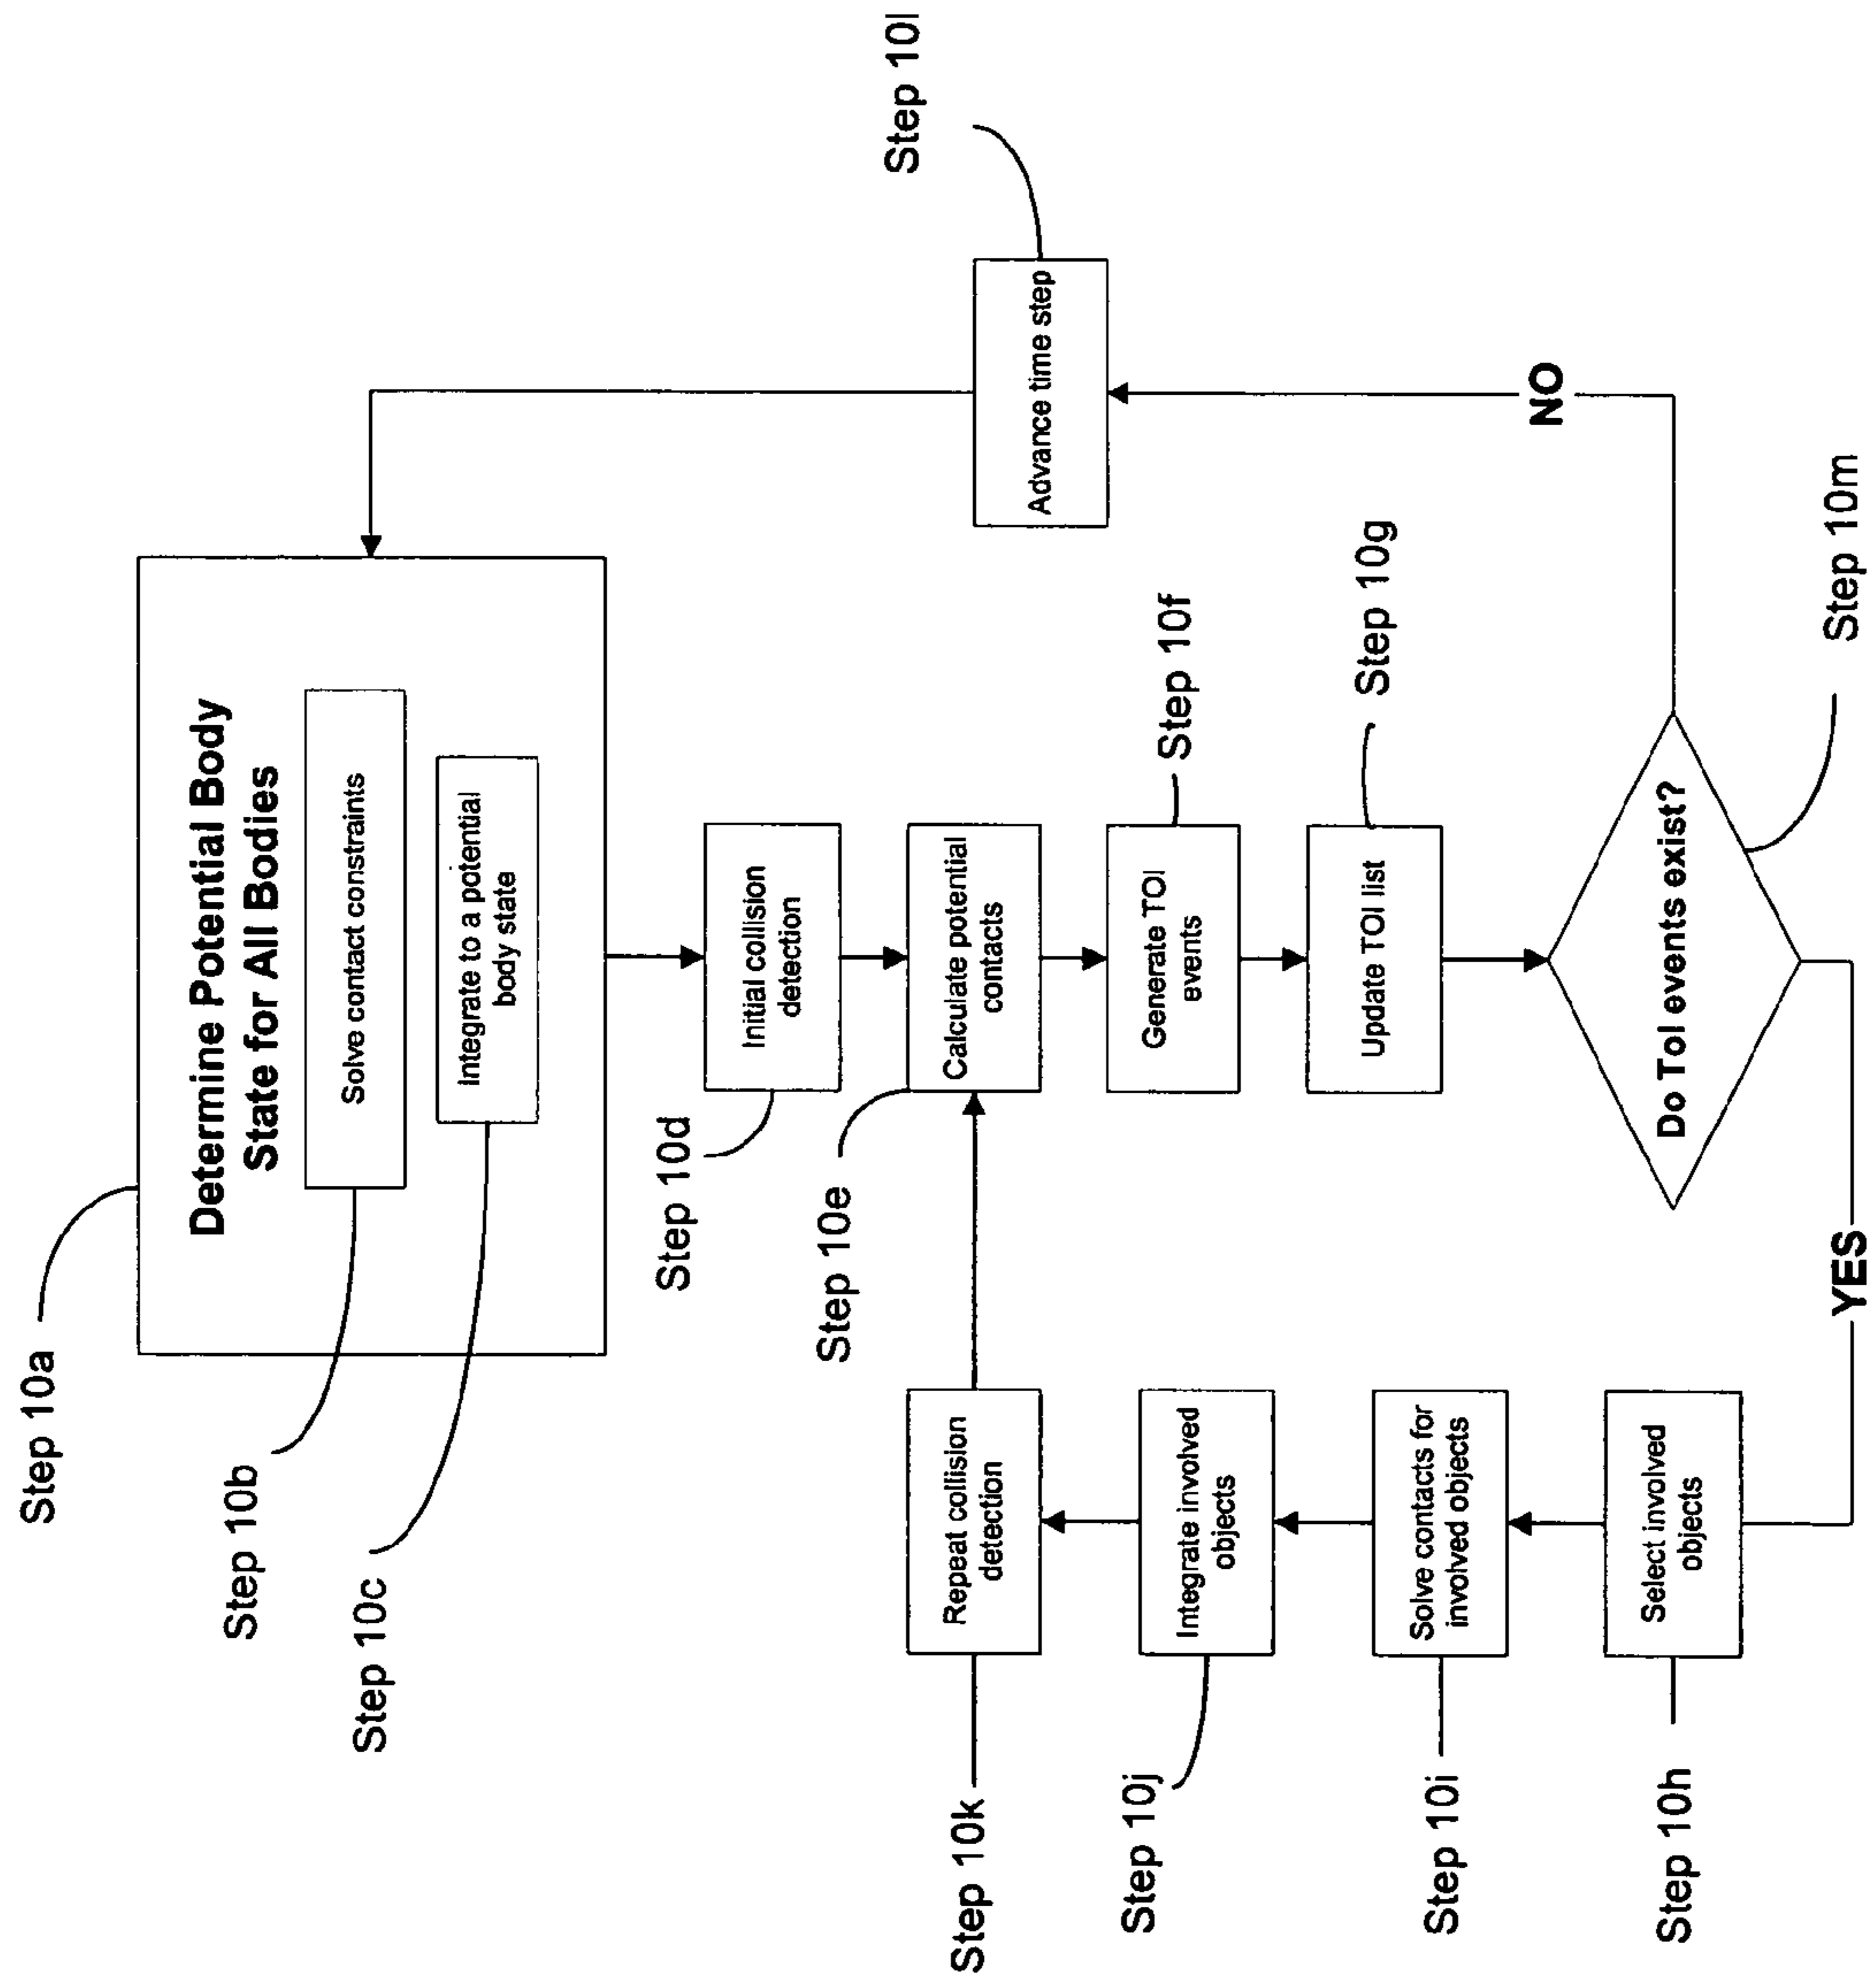 Step 10a
Determine Potential Body
State for All Bodies
Step 10b
Solve contact constraints
Step 10c
Integrate to a potential
body state
Step 10d
Initial collision
detection
Step 10e
Calculate potential
contacts
Step 10f
Generate TOI
events
Step 10g
Update TOI list
Do ToI events exist?
Step 10m
YES
NO
Step 10h
Select involved
objects
Step 10i
Solve contacts for
involved objects
Step 10j
Integrate involved
objects
Step 10k
Repeat collision
detection
Step 10l
Advance time step